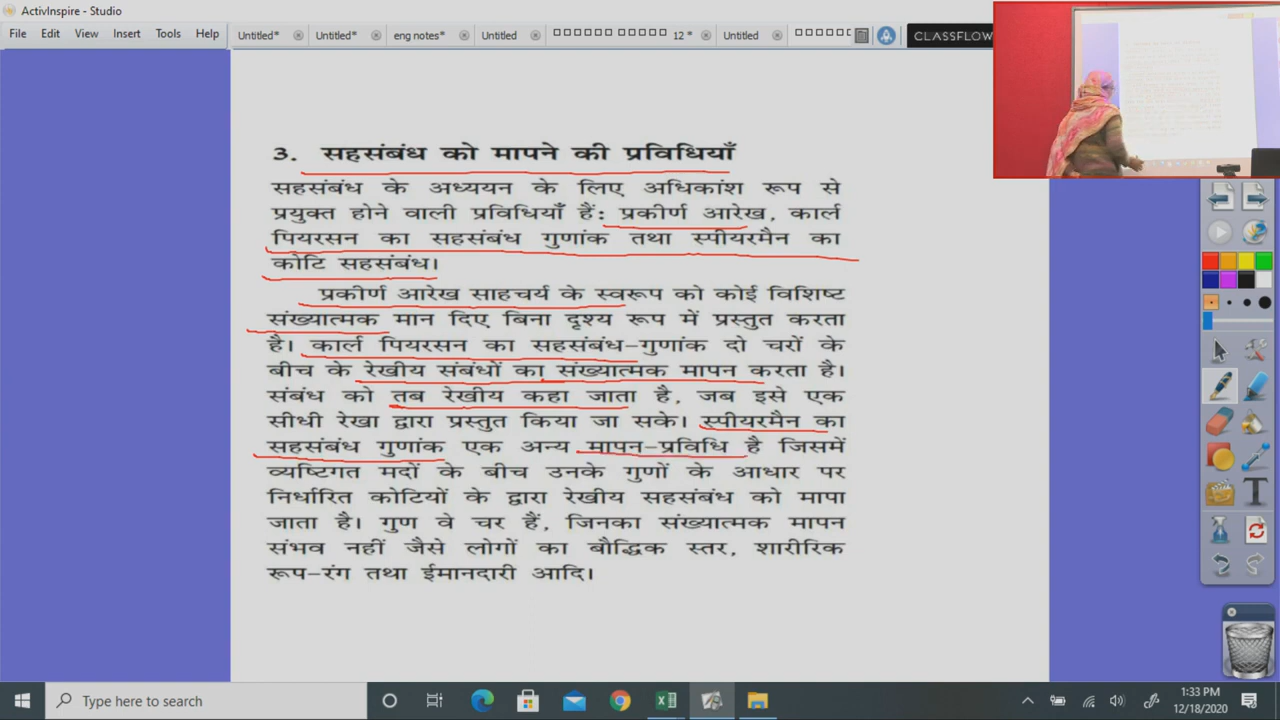 ActivInspire - Studio
File Edit View Insert Tools Help
Untitled* Untitled* eng notes* Untitled 12 * Untitled CLASSFLOW
3. सहसंबंध को मापने की प्रविधियाँ
सहसंबंध के अध्ययन के लिए अधिकांश रूप से
प्रयुक्त होने वाली प्रविधियाँ हैं: प्रकीर्ण आरेख, कार्ल
पियरसन का सहसंबंध गुणांक तथा स्पीयरमैन का
कोटि सहसंबंध।
प्रकीर्ण आरेख साहचर्य के स्वरूप को कोई विशिष्ट
संख्यात्मक मान दिए बिना दृश्य रूप में प्रस्तुत करता
है। कार्ल पियरसन का सहसंबंध-गुणांक दो चरों के
बीच के रेखीय संबंधों का संख्यात्मक मापन करता है।
संबंध को तब रेखीय कहा जाता है, जब इसे एक
सीधी रेखा द्वारा प्रस्तुत किया जा सके। स्पीयरमैन का
सहसंबंध गुणांक एक अन्य मापन-प्रविधि है जिसमें
व्यष्टिगत मदों के बीच उनके गुणों के आधार पर
निर्धारित कोटियों के द्वारा रेखीय सहसंबंध को मापा
जाता है। गुण वे चर हैं, जिनका संख्यात्मक मापन
संभव नहीं जैसे लोगों का बौद्धिक स्तर, शारीरिक
रूप-रंग तथा ईमानदारी आदि।
Type here to search
1:33 PM
12/18/2020